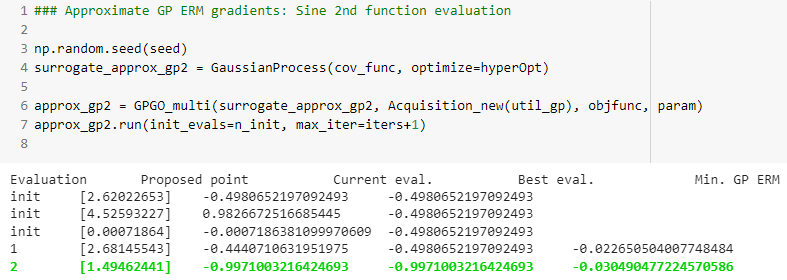 1 ### Approximate GP ERM gradients: Sine 2nd function evaluation
2
3 np.random.seed(seed)
4 surrogate_approx_gp2 = GaussianProcess(cov_func, optimize=hyperOpt)
5
6 approx_gp2 = GPGO_multi(surrogate_approx_gp2, Acquisition_new(util_gp), objfunc, param)
7 approx_gp2.run(init_evals=n_init, max_iter=iters+1)
8
Evaluation Proposed point Current eval. Best eval. Min. GP ERM
init [2.62022653] -0.4980652197092493 -0.4980652197092493
init [4.52593227] 0.9826672516685445 -0.4980652197092493
init [0.00071864] -0.0007186381099970609 -0.4980652197092493
1 [2.68145543] -0.4440710631951975 -0.4980652197092493 -0.022650504007748484
2 [1.49462441] -0.9971003216424693 -0.9971003216424693 -0.030490477224570586